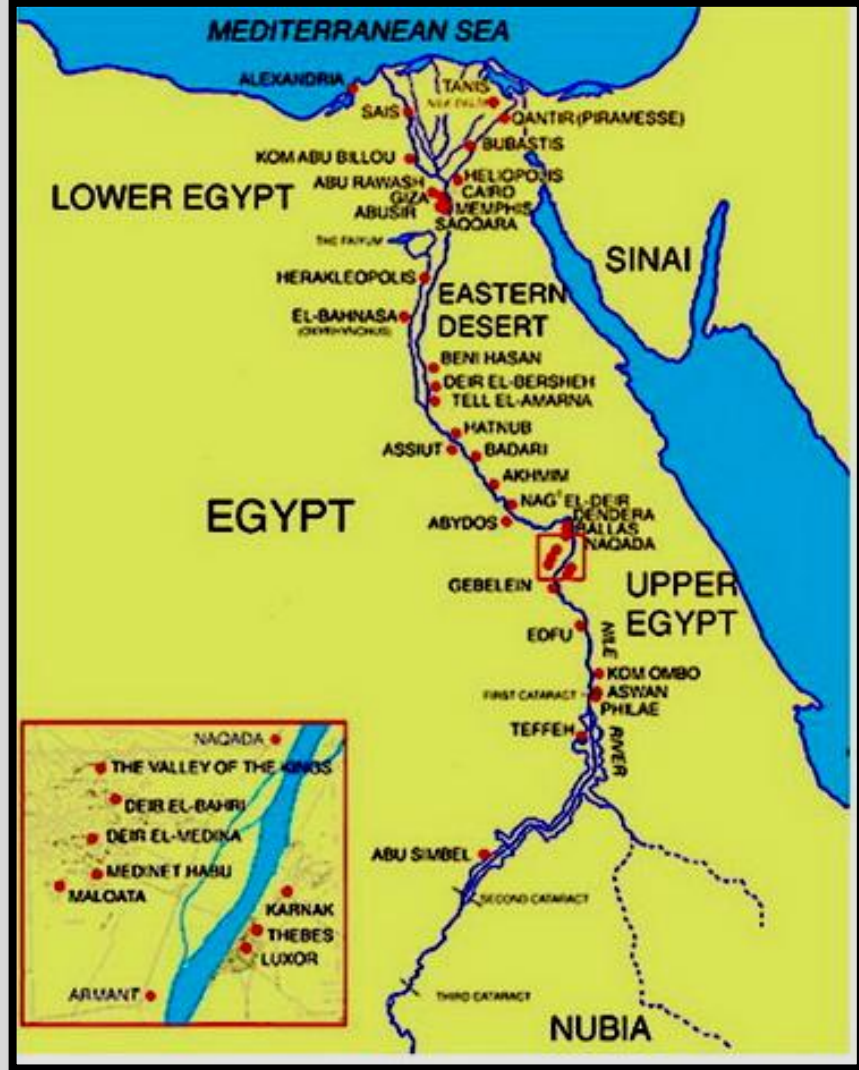 MEDITERRANEAN SEA
ALEXANDRIA
TANIS
NILE DELTA
SAIS
QANTIR (PIRAMESSE)
BUBASTIS
KOM ABU BILLOU
HELIOPOLIS
ABU RAWASH
CAIRO
LOWER EGYPT
GIZA
MEMPHIS
ABUSIR
SAQQARA
THE FAIYUM
SINAI
HERAKLEOPOLIS
EASTERN
DESERT
EL-BAHNASA
(OXYRHYNCHUS)
BENI HASAN
DEIR EL-BERSHEH
TELL EL-AMARNA
HATNUB
ASSIUT
BADARI
AKHMIM
EGYPT
NAG' EL-DEIR
DENDERA
ABYDOS
BALLAS
NAQADA
GEBELEIN
UPPER
EGYPT
EDFU
NILE
RIVER
KOM OMBO
FIRST CATARACT
ASWAN
PHILAE
TEFFEH
ABU SIMBEL
SECOND CATARACT
THIRD CATARACT
NUBIA
NAQADA
THE VALLEY OF THE KINGS
DEIR EL-BAHRI
DEIR EL-MEDINA
MEDINET HABU
MALQATA
KARNAK
THEBES
LUXOR
ARMANT